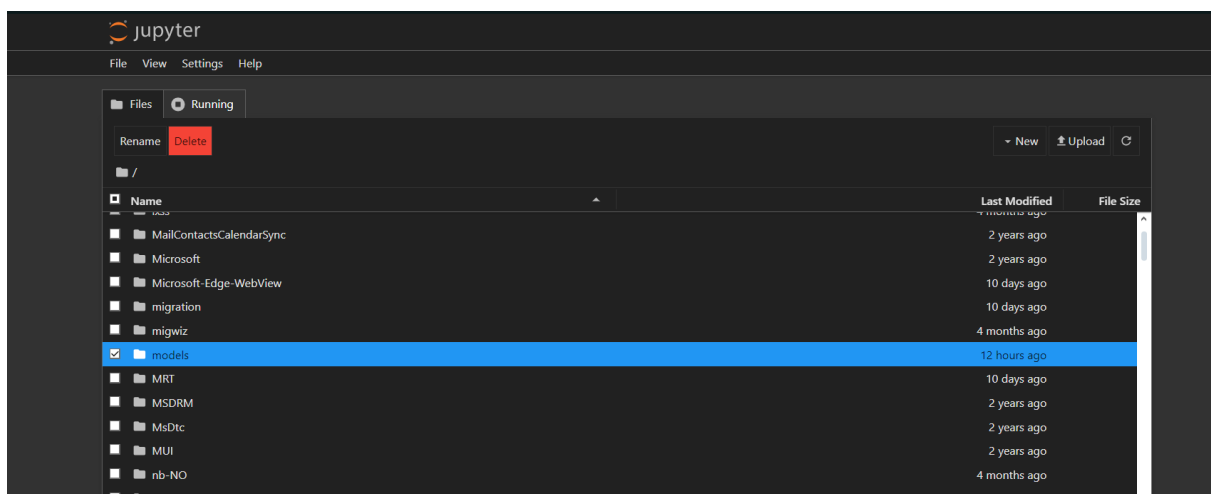 jupyter
File View Settings Help
Files Running
Rename Delete New Upload
/
Name Last Modified File Size
4 months ago
MailContactsCalendarSync 2 years ago
Microsoft 2 years ago
Microsoft-Edge-WebView 10 days ago
migration 10 days ago
migwiz 4 months ago
models 12 hours ago
MRT 10 days ago
MSDRM 2 years ago
MsDtc 2 years ago
MUI 2 years ago
nb-NO 4 months ago